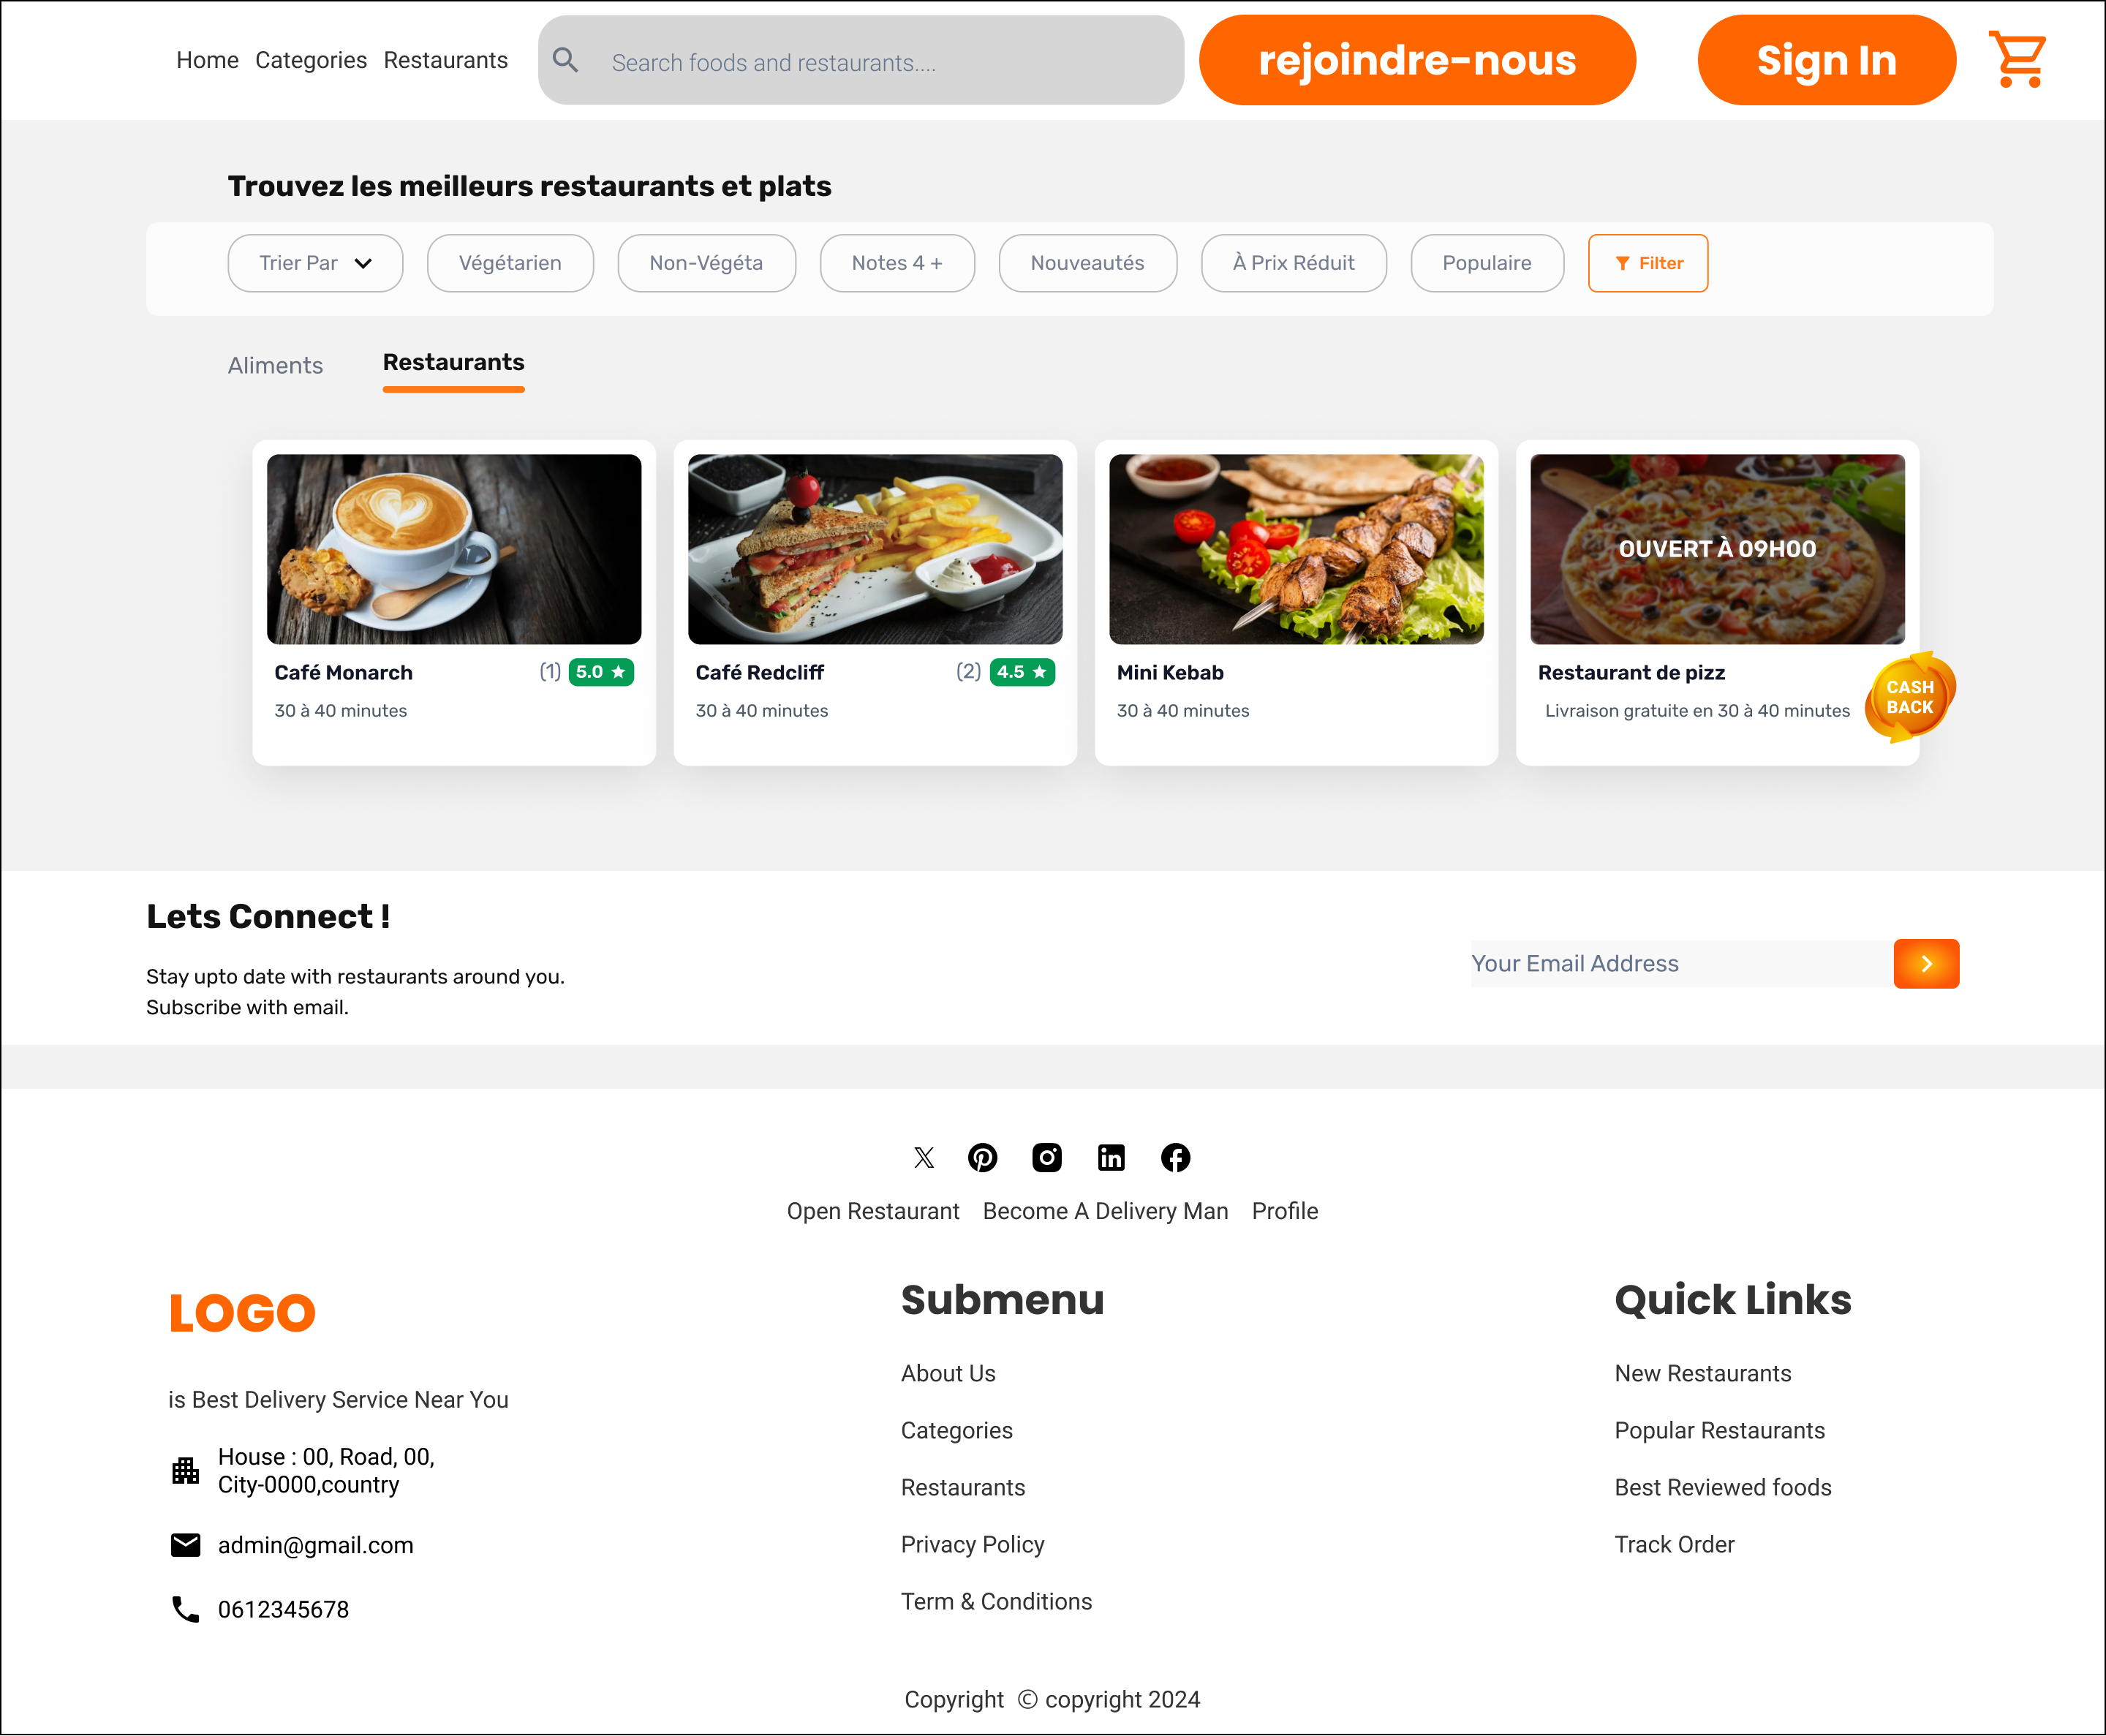 Home Categories Restaurants Search foods and restaurants.... rejoindre-nous Sign In
Trouvez les meilleurs restaurants et plats
Trier Par Végétarien Non-Végéta Notes 4 + Nouveautés À Prix Réduit Populaire Filter
Aliments Restaurants
OUVERT À 09H00
Café Monarch (1) 5.0 ★
30 à 40 minutes
Café Redcliff (2) 4.5 ★
30 à 40 minutes
Mini Kebab
30 à 40 minutes
Restaurant de pizz
Livraison gratuite en 30 à 40 minutes
CASH
BACK
Lets Connect !
Stay upto date with restaurants around you.
Subscribe with email.
Your Email Address
Open Restaurant Become A Delivery Man Profile
LOGO
is Best Delivery Service Near You
House : 00, Road, 00,
City-0000,country
admin@gmail.com
0612345678
Submenu
About Us
Categories
Restaurants
Privacy Policy
Term & Conditions
Quick Links
New Restaurants
Popular Restaurants
Best Reviewed foods
Track Order
Copyright © copyright 2024